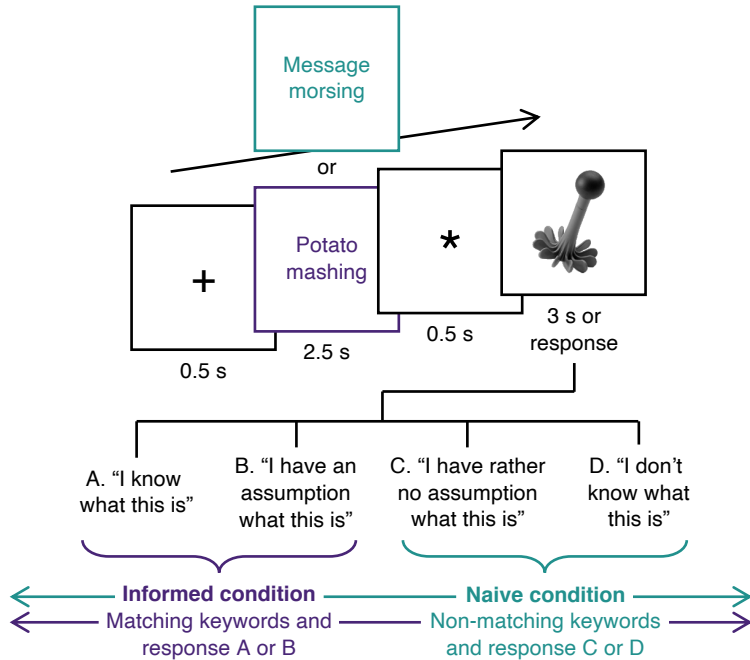 Message
morsing
or
Potato
mashing
+
*
0.5 s
2.5 s
0.5 s
3 s or
response
A. “I know
what this is”
B. “I have an
assumption
what this is”
C. “I have rather
no assumption
what this is”
D. “I don’t
know what
this is”
Informed condition
Naive condition
Matching keywords and
response A or B
Non-matching keywords
and response C or D